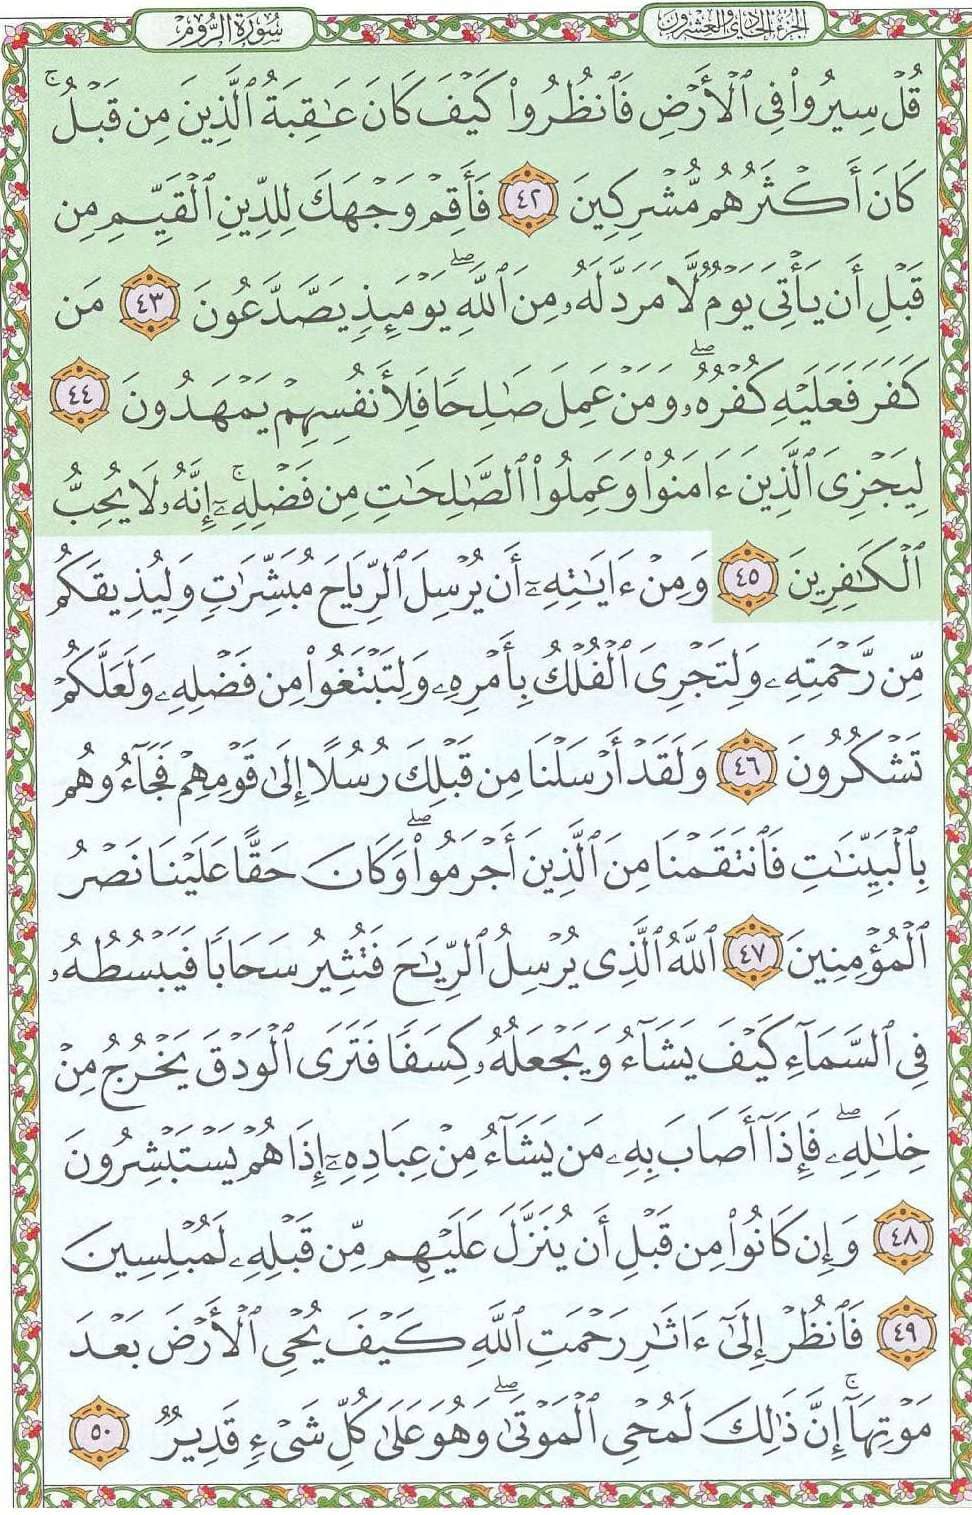 الجزء الحادي والعشرون
سورة الروم
قُلْ سِيرُوا۟ فِى ٱلْأَرْضِ فَٱنظُرُوا۟ كَيْفَ كَانَ عَٰقِبَةُ ٱلَّذِينَ مِن قَبْلُ ۚ
كَانَ أَكْثَرُهُم مُّشْرِكِينَ ٤٢ فَأَقِمْ وَجْهَكَ لِلدِّينِ ٱلْقَيِّمِ مِن
قَبْلِ أَن يَأْتِىَ يَوْمٌ لَّا مَرَدَّ لَهُۥ مِنَ ٱللَّهِ ۖ يَوْمَئِذٍ يَصَّدَّعُونَ ٤٣ مَن
كَفَرَ فَعَلَيْهِ كُفْرُهُۥ ۖ وَمَنْ عَمِلَ صَٰلِحًا فَلِأَنفُسِهِمْ يَمْهَدُونَ ٤٤
لِيَجْزِىَ ٱلَّذِينَ ءَامَنُوا۟ وَعَمِلُوا۟ ٱلصَّٰلِحَٰتِ مِن فَضْلِهِۦٓ ۚ إِنَّهُۥ لَا يُحِبُّ
ٱلْكَٰفِرِينَ ٤٥ وَمِنْ ءَايَٰتِهِۦٓ أَن يُرْسِلَ ٱلرِّيَاحَ مُبَشِّرَٰتٍ وَلِيُذِيقَكُم
مِّن رَّحْمَتِهِۦ وَلِتَجْرِىَ ٱلْفُلْكُ بِأَمْرِهِۦ وَلِتَبْتَغُوا۟ مِن فَضْلِهِۦ وَلَعَلَّكُمْ
تَشْكُرُونَ ٤٦ وَلَقَدْ أَرْسَلْنَا مِن قَبْلِكَ رُسُلًا إِلَىٰ قَوْمِهِمْ فَجَآءُوهُم
بِٱلْبَيِّنَٰتِ فَٱنتَقَمْنَا مِنَ ٱلَّذِينَ أَجْرَمُوا۟ ۖ وَكَانَ حَقًّا عَلَيْنَا نَصْرُ
ٱلْمُؤْمِنِينَ ٤٧ ٱللَّهُ ٱلَّذِى يُرْسِلُ ٱلرِّيَٰحَ فَتُثِيرُ سَحَابًا فَيَبْسُطُهُۥ
فِى ٱلسَّمَآءِ كَيْفَ يَشَآءُ وَيَجْعَلُهُۥ كِسَفًا فَتَرَى ٱلْوَدْقَ يَخْرُجُ مِنْ
خِلَٰلِهِۦ ۖ فَإِذَآ أَصَابَ بِهِۦ مَن يَشَآءُ مِنْ عِبَادِهِۦٓ إِذَا هُمْ يَسْتَبْشِرُونَ
٤٨ وَإِن كَانُوا۟ مِن قَبْلِ أَن يُنَزَّلَ عَلَيْهِم مِّن قَبْلِهِۦ لَمُبْلِسِينَ
٤٩ فَٱنظُرْ إِلَىٰٓ ءَاثَٰرِ رَحْمَتِ ٱللَّهِ كَيْفَ يُحْىِ ٱلْأَرْضَ بَعْدَ
مَوْتِهَآ ۚ إِنَّ ذَٰلِكَ لَمُحْىِ ٱلْمَوْتَىٰ ۖ وَهُوَ عَلَىٰ كُلِّ شَىْءٍ قَدِيرٌ ٥٠